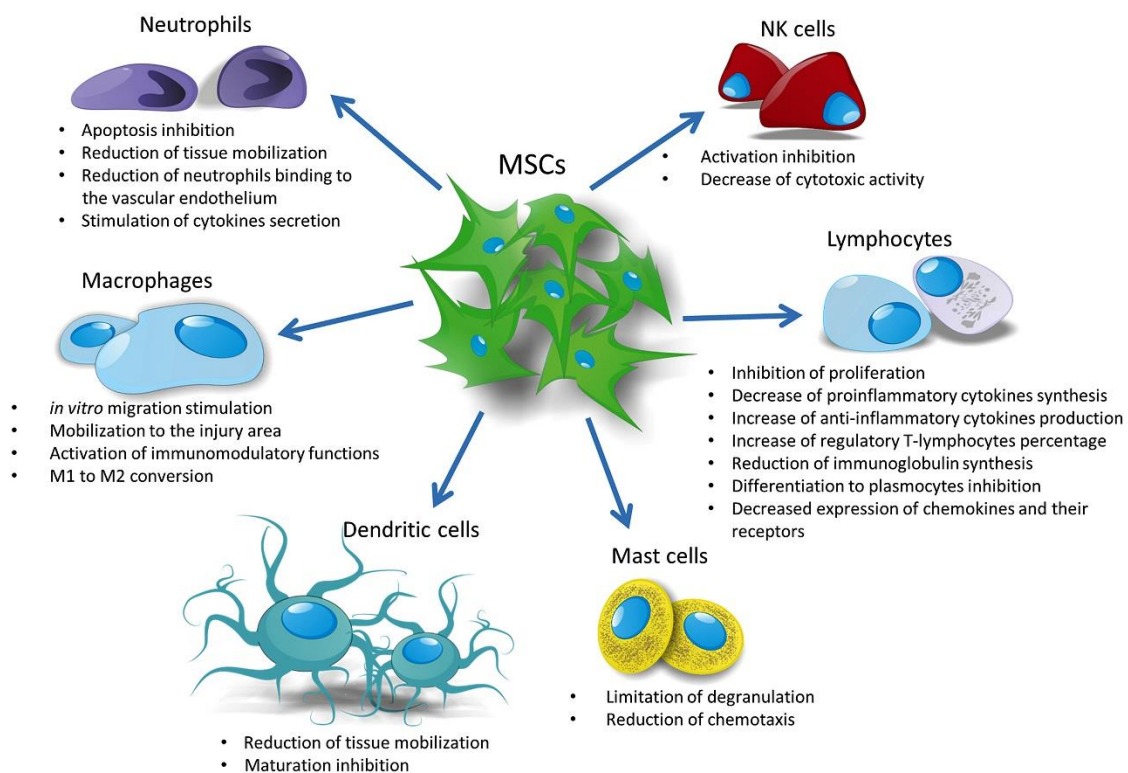 Neutrophils
• Apoptosis inhibition
• Reduction of tissue mobilization
• Reduction of neutrophils binding to
the vascular endothelium
• Stimulation of cytokines secretion
NK cells
• Activation inhibition
• Decrease of cytotoxic activity
MSCs
Macrophages
• in vitro migration stimulation
• Mobilization to the injury area
• Activation of immunomodulatory functions
• M1 to M2 conversion
Lymphocytes
• Inhibition of proliferation
• Decrease of proinflammatory cytokines synthesis
• Increase of anti-inflammatory cytokines production
• Increase of regulatory T-lymphocytes percentage
• Reduction of immunoglobulin synthesis
• Differentiation to plasmocytes inhibition
• Decreased expression of chemokines and their
receptors
Dendritic cells
• Reduction of tissue mobilization
• Maturation inhibition
Mast cells
• Limitation of degranulation
• Reduction of chemotaxis